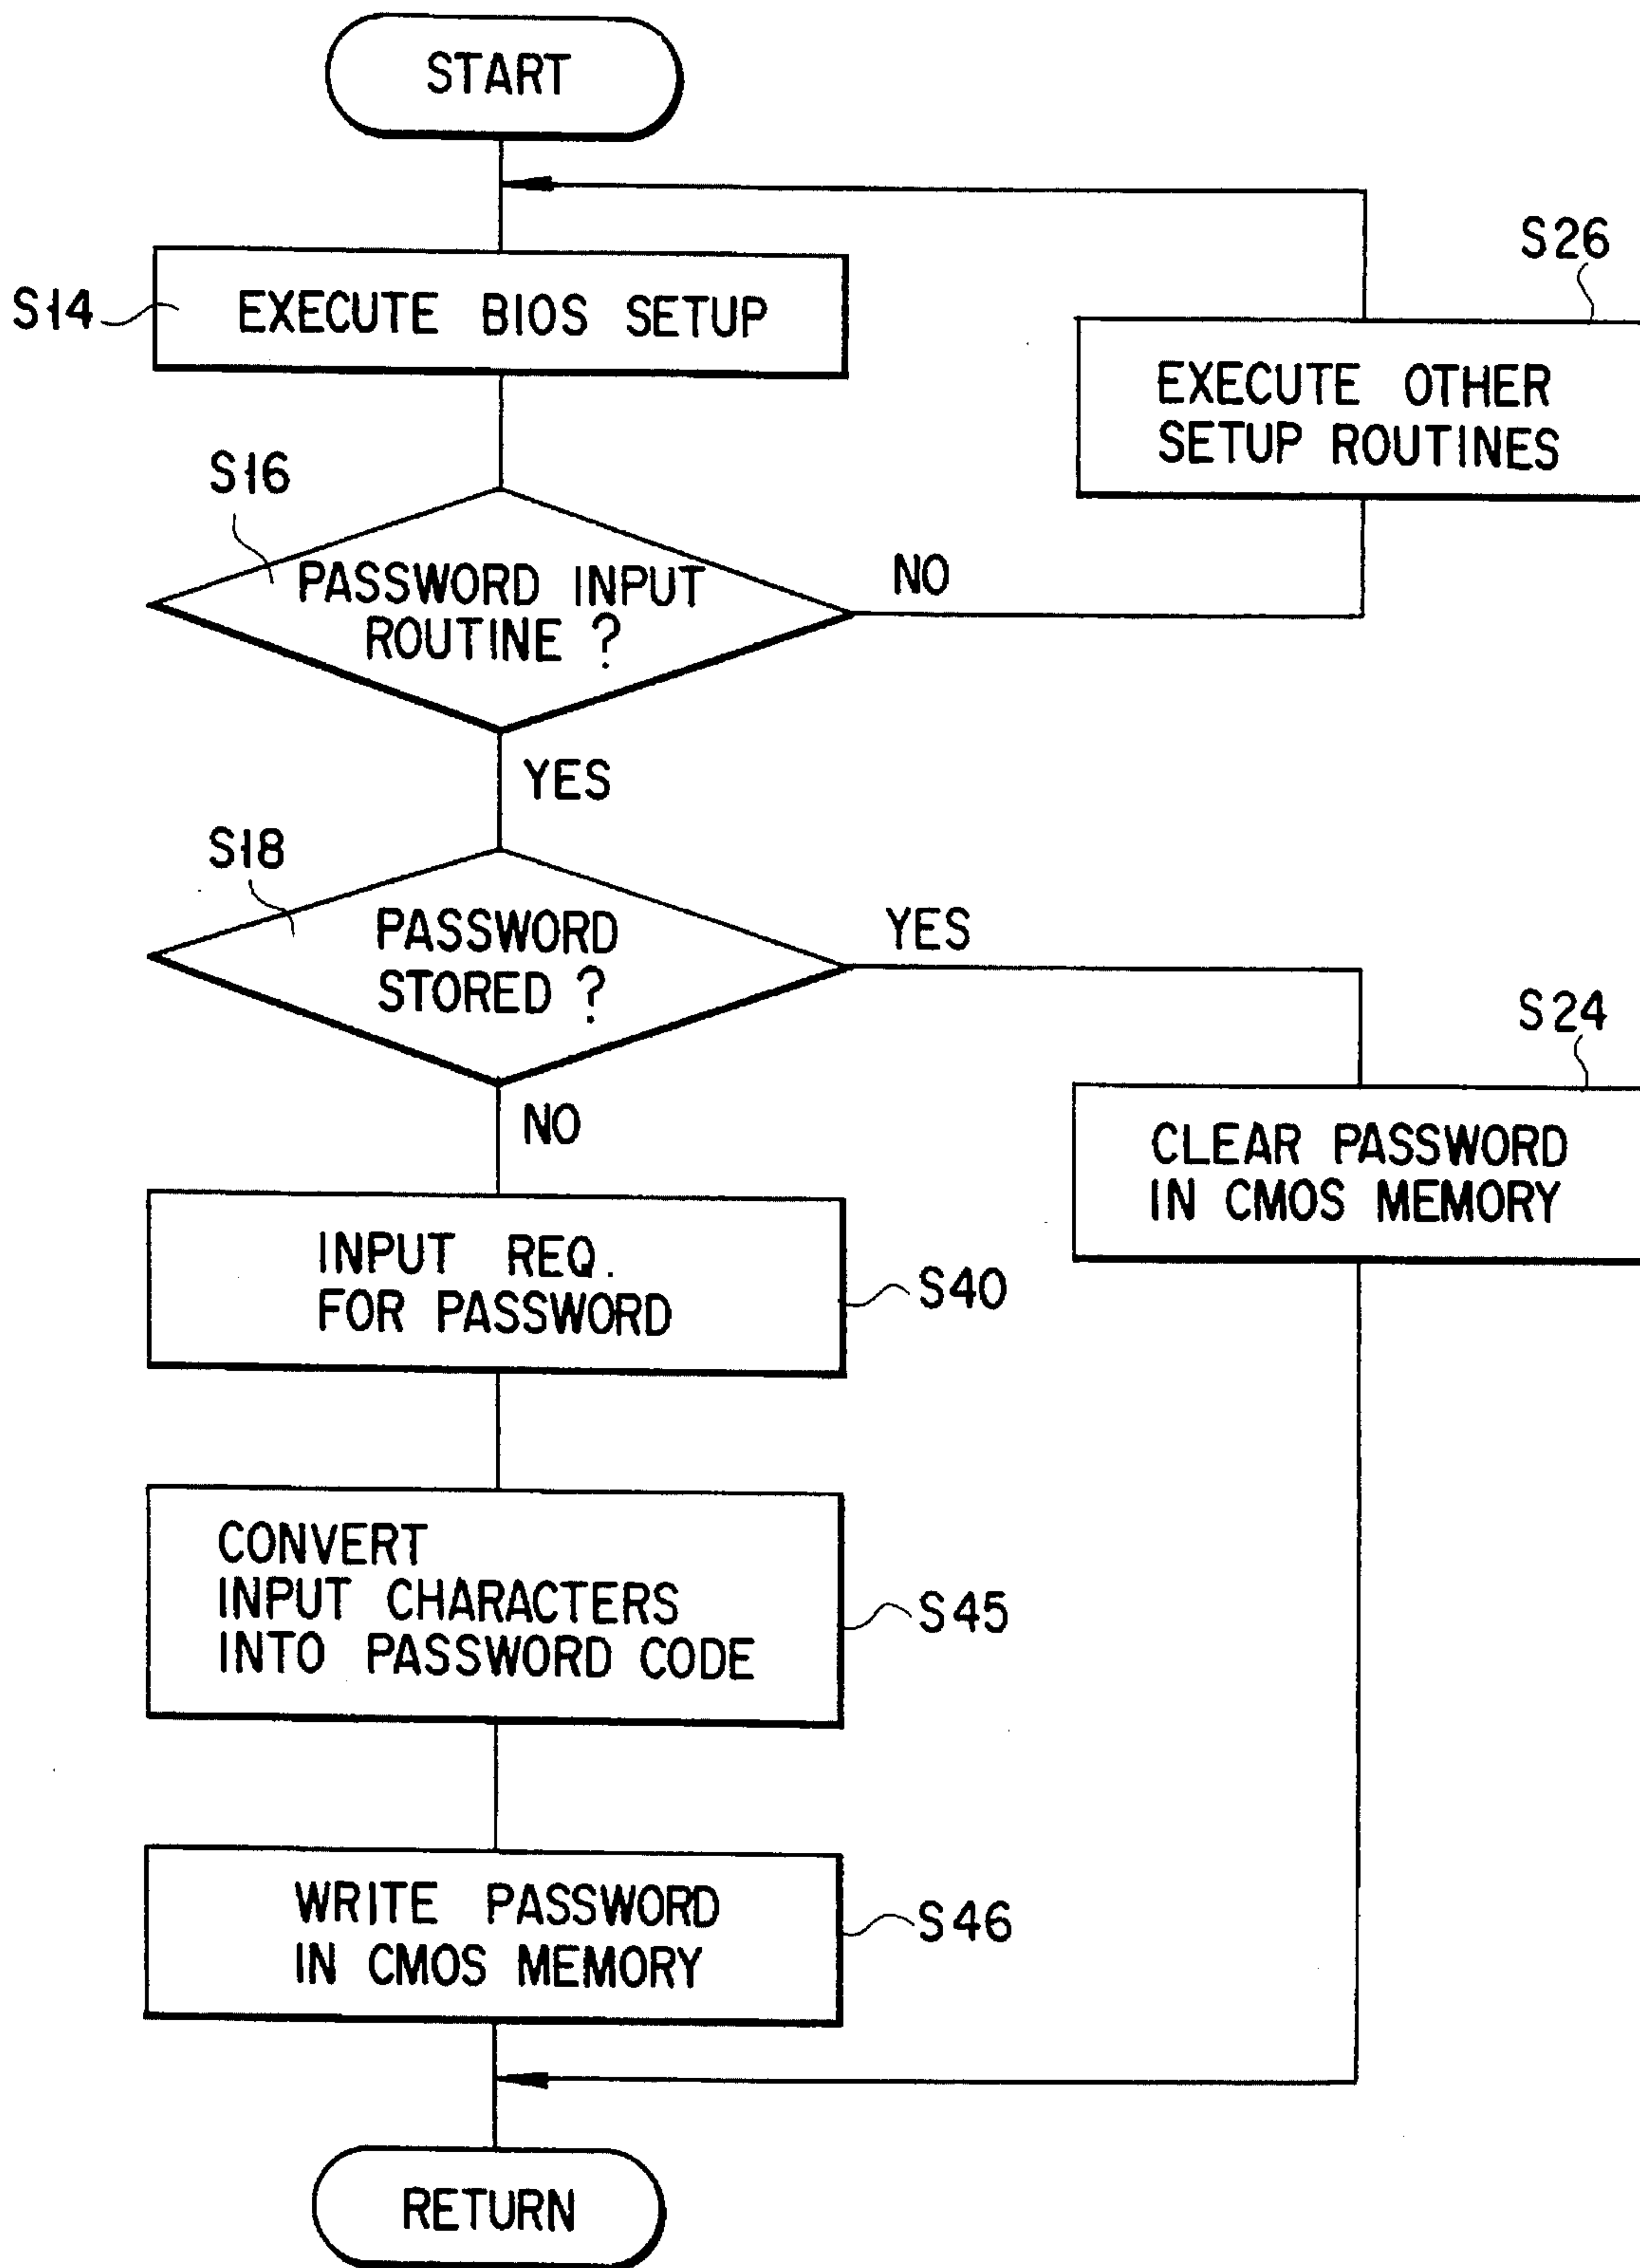 START
S14
EXECUTE BIOS SETUP
S26
EXECUTE OTHER
SETUP ROUTINES
S16
PASSWORD INPUT
ROUTINE ?
NO
YES
S18
PASSWORD
STORED ?
YES
NO
S24
CLEAR PASSWORD
IN CMOS MEMORY
INPUT REQ.
FOR PASSWORD
S40
CONVERT
INPUT CHARACTERS
INTO PASSWORD CODE
S45
WRITE PASSWORD
IN CMOS MEMORY
S46
RETURN